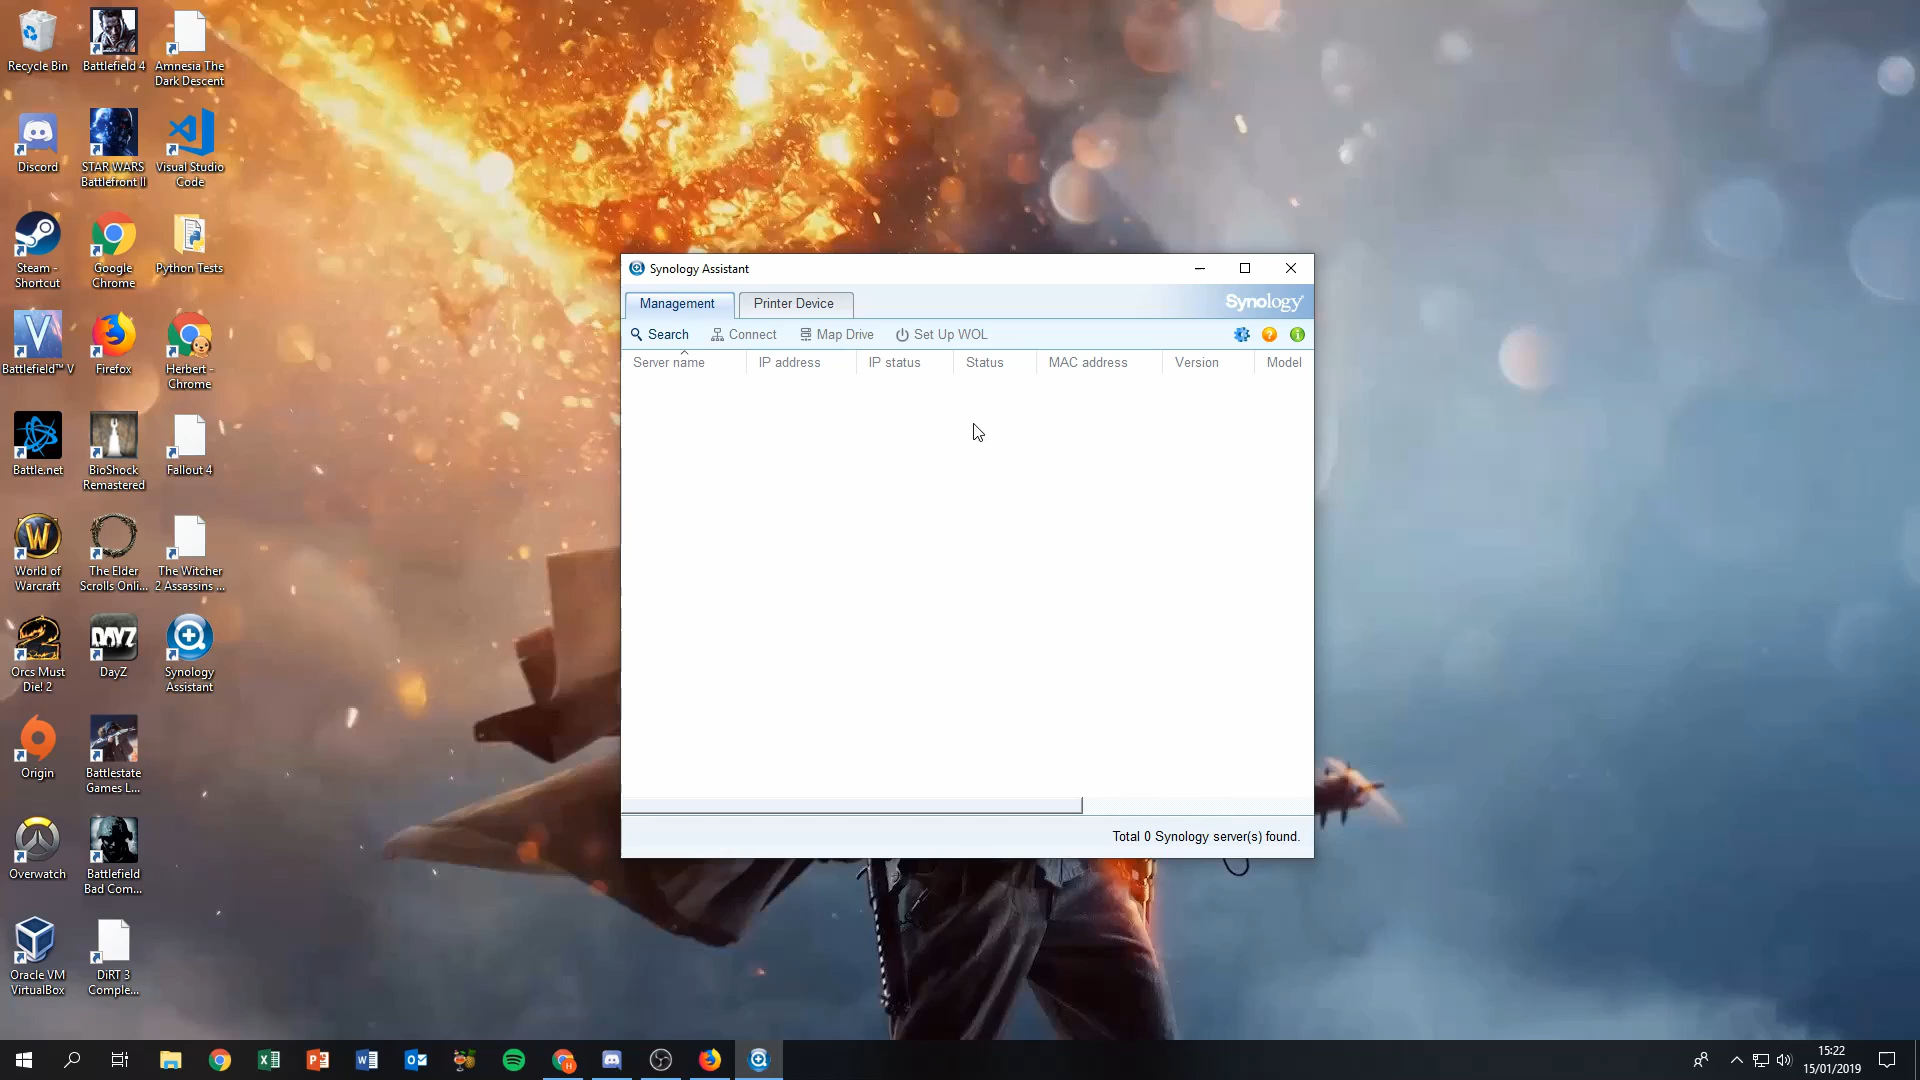 Recycle Bin
Battlefield 4
Amnesia The
Dark Descent
Discord
STAR WARS
Battlefront II
Visual Studio
Code
Steam -
Shortcut
Google
Chrome
Python Tests
Battlefield™ V
Firefox
Herbert -
Chrome
Battle.net
BioShock
Remastered
Fallout 4
World of
Warcraft
The Elder
Scrolls Onli...
The Witcher
2 Assassins ...
Orcs Must
Die! 2
DAYZ
DayZ
Synology
Assistant
Origin
Battlestate
Games L...
Overwatch
Battlefield
Bad Com...
Oracle VM
VirtualBox
DiRT 3
Comple...
Synology Assistant
Management
Printer Device
Synology
Search
Connect
Map Drive
Set Up WOL
Server name
IP address
IP status
Status
MAC address
Version
Model
Total 0 Synology server(s) found.
15:22
15/01/2019